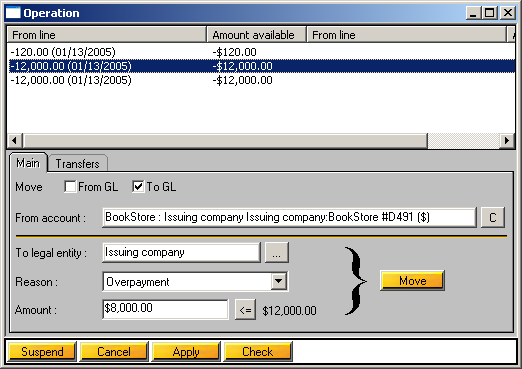 Operation
From line Amount available From line
-120.00 (01/13/2005) -$120.00
-12,000.00 (01/13/2005) -$12,000.00
-12,000.00 (01/13/2005) -$12,000.00
Main Transfers
Move From GL To GL
From account : BookStore : Issuing company Issuing company:BookStore #D491 ($) C
To legal entity : Issuing company ...
Reason : Overpayment Move
Amount : $8,000.00 <= $12,000.00
Suspend Cancel Apply Check